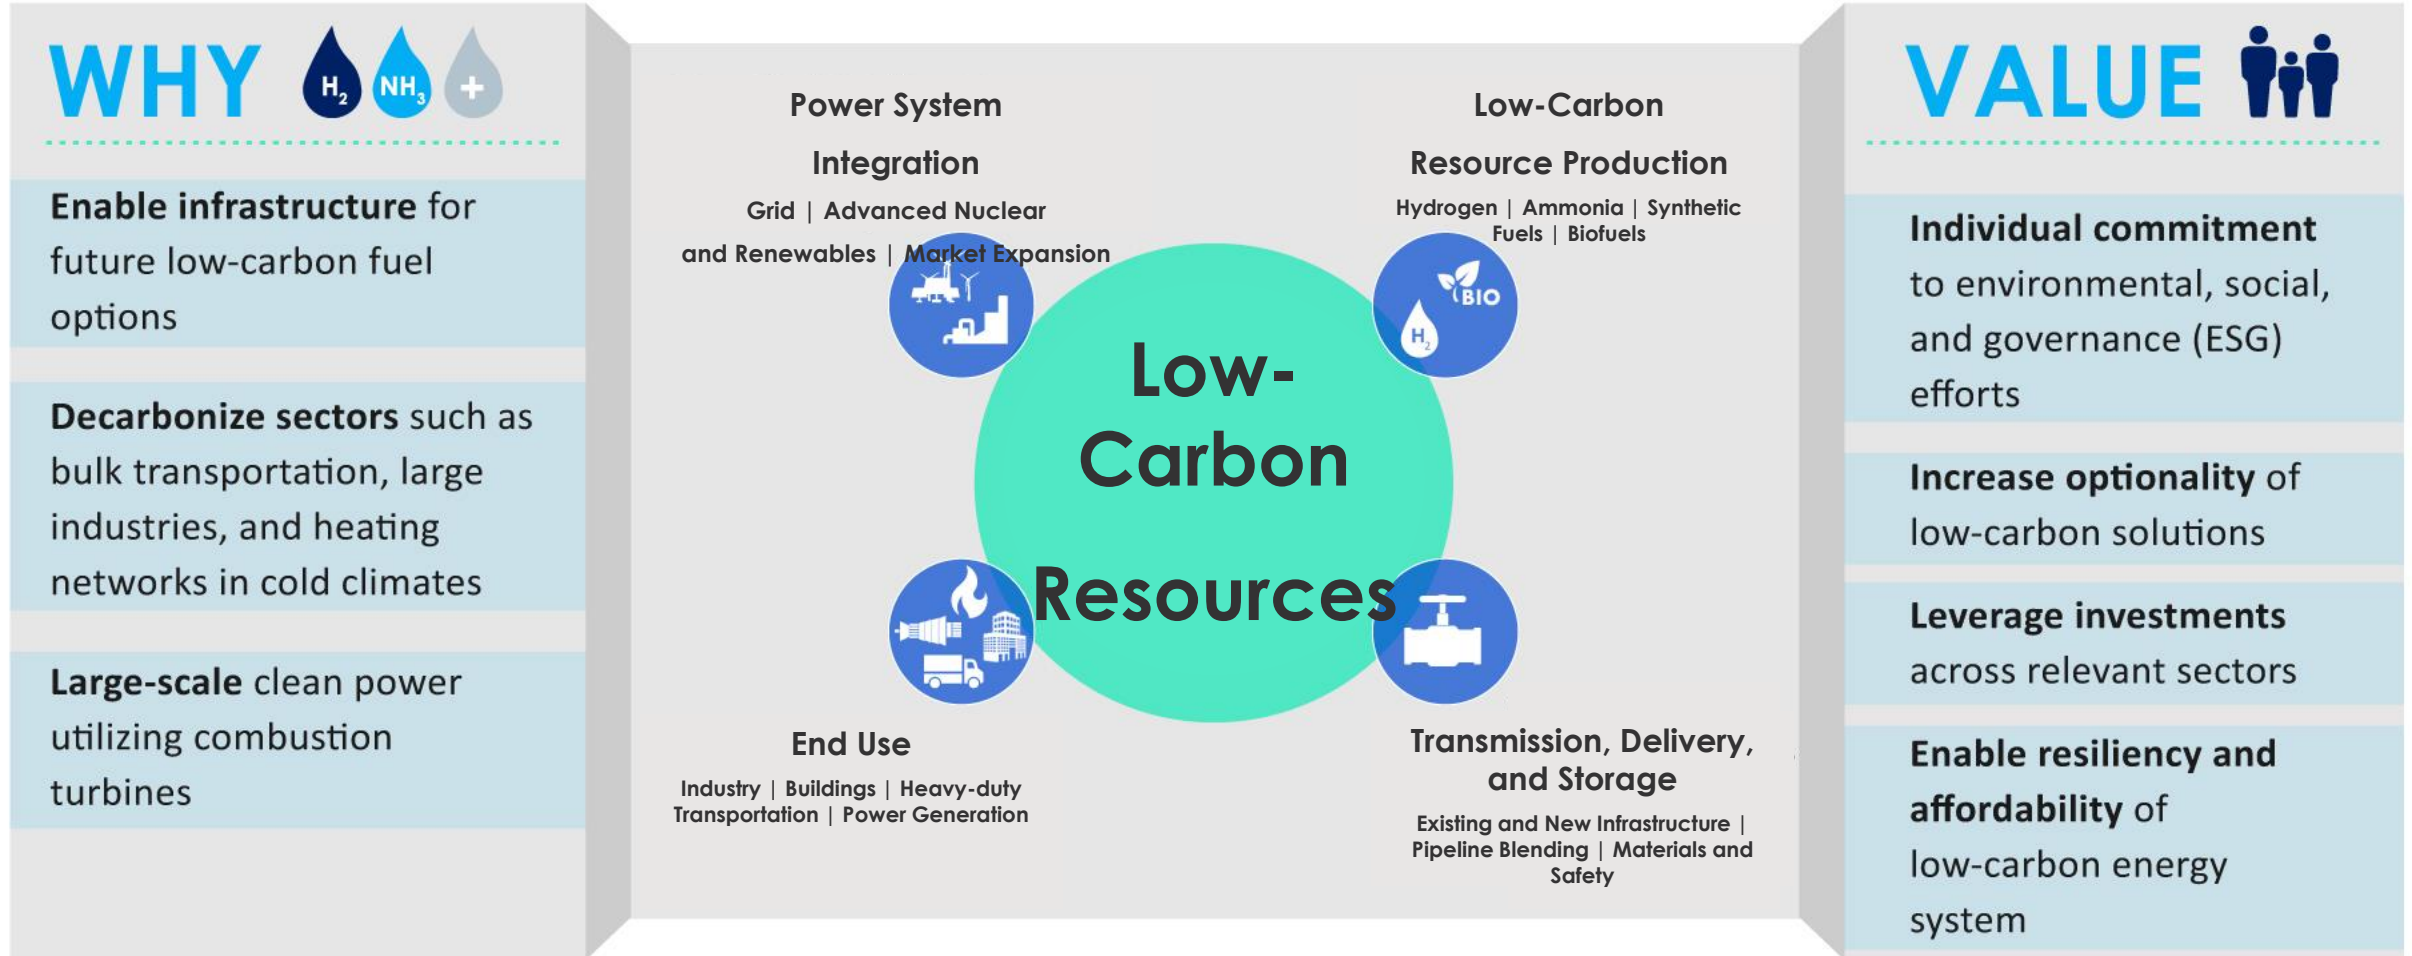 WHY
H₂ NH₃ +
Enable infrastructure for
future low-carbon fuel
options
Decarbonize sectors such as
bulk transportation, large
industries, and heating
networks in cold climates
Large-scale clean power
utilizing combustion
turbines
Power System
Integration
Grid | Advanced Nuclear
and Renewables | Market Expansion
Low-Carbon
Resource Production
Hydrogen | Ammonia | Synthetic
Fuels | Biofuels
BIO
H₂
Low-
Carbon
Resources
End Use
Industry | Buildings | Heavy-duty
Transportation | Power Generation
Transmission, Delivery,
and Storage
Existing and New Infrastructure |
Pipeline Blending | Materials and
Safety
VALUE
Individual commitment
to environmental, social,
and governance (ESG)
efforts
Increase optionality of
low-carbon solutions
Leverage investments
across relevant sectors
Enable resiliency and
affordability of
low-carbon energy
system